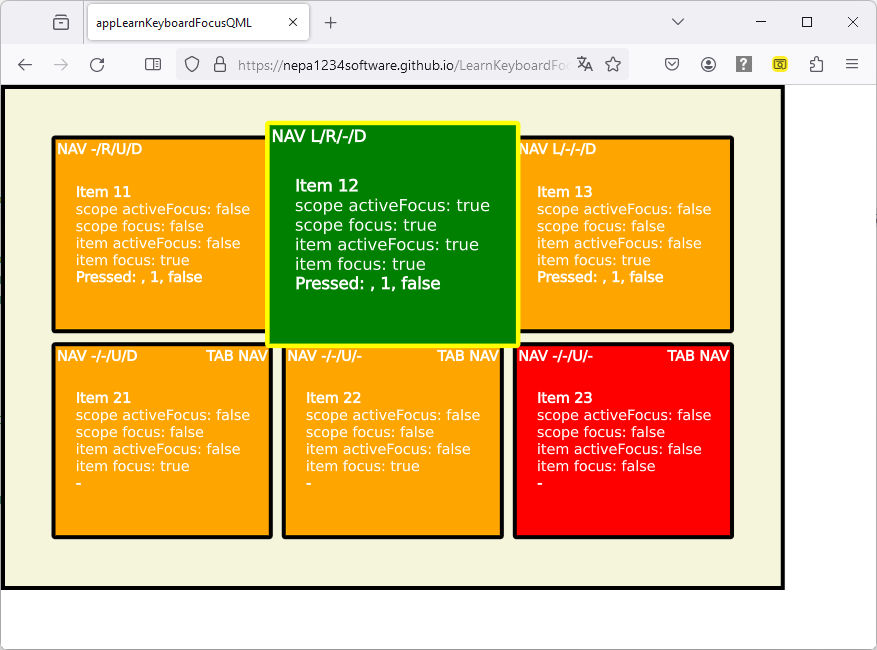 appLearnKeyboardFocusQML
https://nepa1234software.github.io/LearnKeyboardFoc
NAV -/R/U/D
Item 11
scope activeFocus: false
scope focus: false
item activeFocus: false
item focus: true
Pressed: , 1, false
NAV L/R/-/D
Item 12
scope activeFocus: true
scope focus: true
item activeFocus: true
item focus: true
Pressed: , 1, false
NAV L/-/-/D
Item 13
scope activeFocus: false
scope focus: false
item activeFocus: false
item focus: true
Pressed: , 1, false
NAV -/-/U/D TAB NAV
Item 21
scope activeFocus: false
scope focus: false
item activeFocus: false
item focus: true
-
NAV -/-/U/- TAB NAV
Item 22
scope activeFocus: false
scope focus: false
item activeFocus: false
item focus: true
-
NAV -/-/U/- TAB NAV
Item 23
scope activeFocus: false
scope focus: false
item activeFocus: false
item focus: false
-